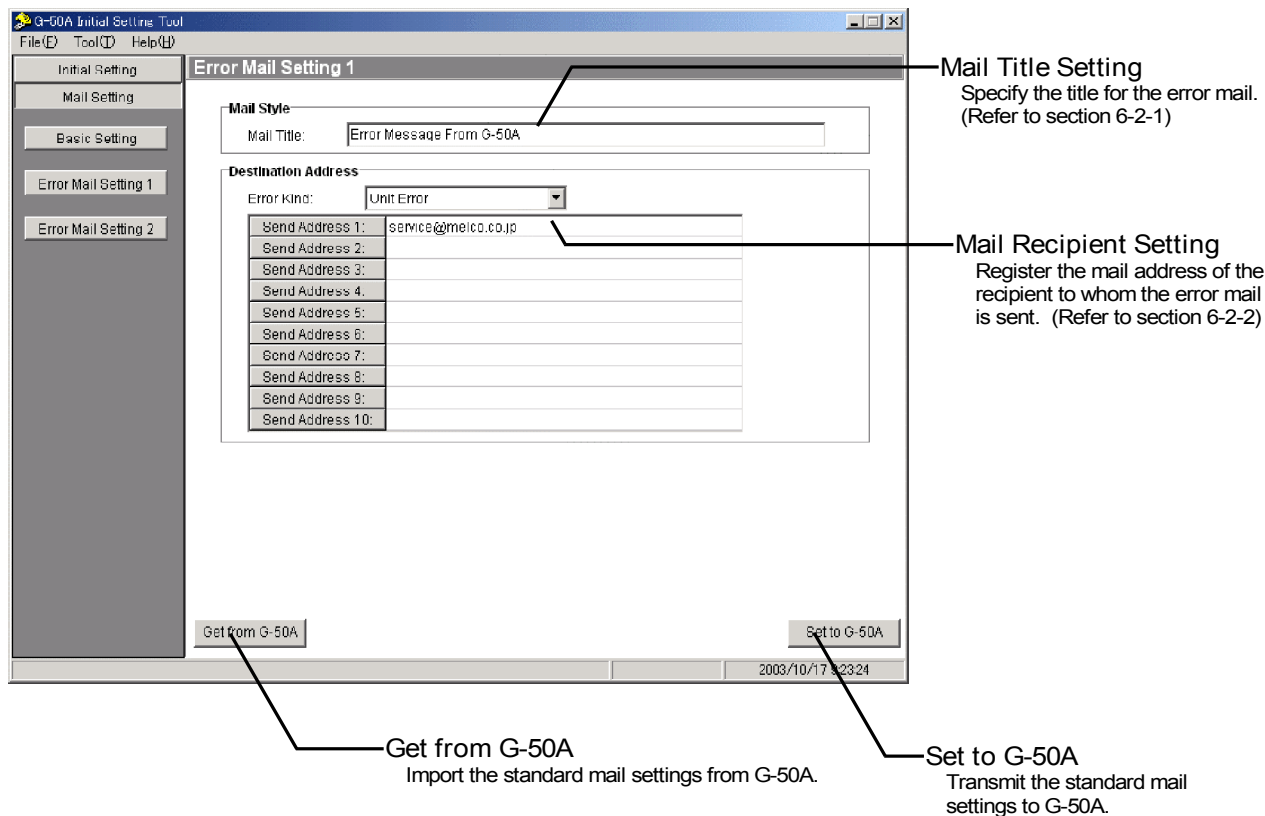 G-50A Initial Setting Tool
File(F) Tool(T) Help(H)
Initial Setting
Mail Setting
Basic Setting
Error Mail Setting 1
Error Mail Setting 2
Error Mail Setting 1
Mail Style
Mail Title: Error Message From G-50A
Destination Address
Error Kind: Unit Error
Send Address 1: service@melco.co.jp
Send Address 2:
Send Address 3:
Send Address 4:
Send Address 5:
Send Address 6:
Send Address 7:
Send Address 8:
Send Address 9:
Send Address 10:
Get from G-50A
Set to G-50A
2003/10/17 9:23:24
Mail Title Setting
Specify the title for the error mail.
(Refer to section 6-2-1)
Mail Recipient Setting
Register the mail address of the
recipient to whom the error mail
is sent. (Refer to section 6-2-2)
Get from G-50A
Import the standard mail settings from G-50A.
Set to G-50A
Transmit the standard mail
settings to G-50A.